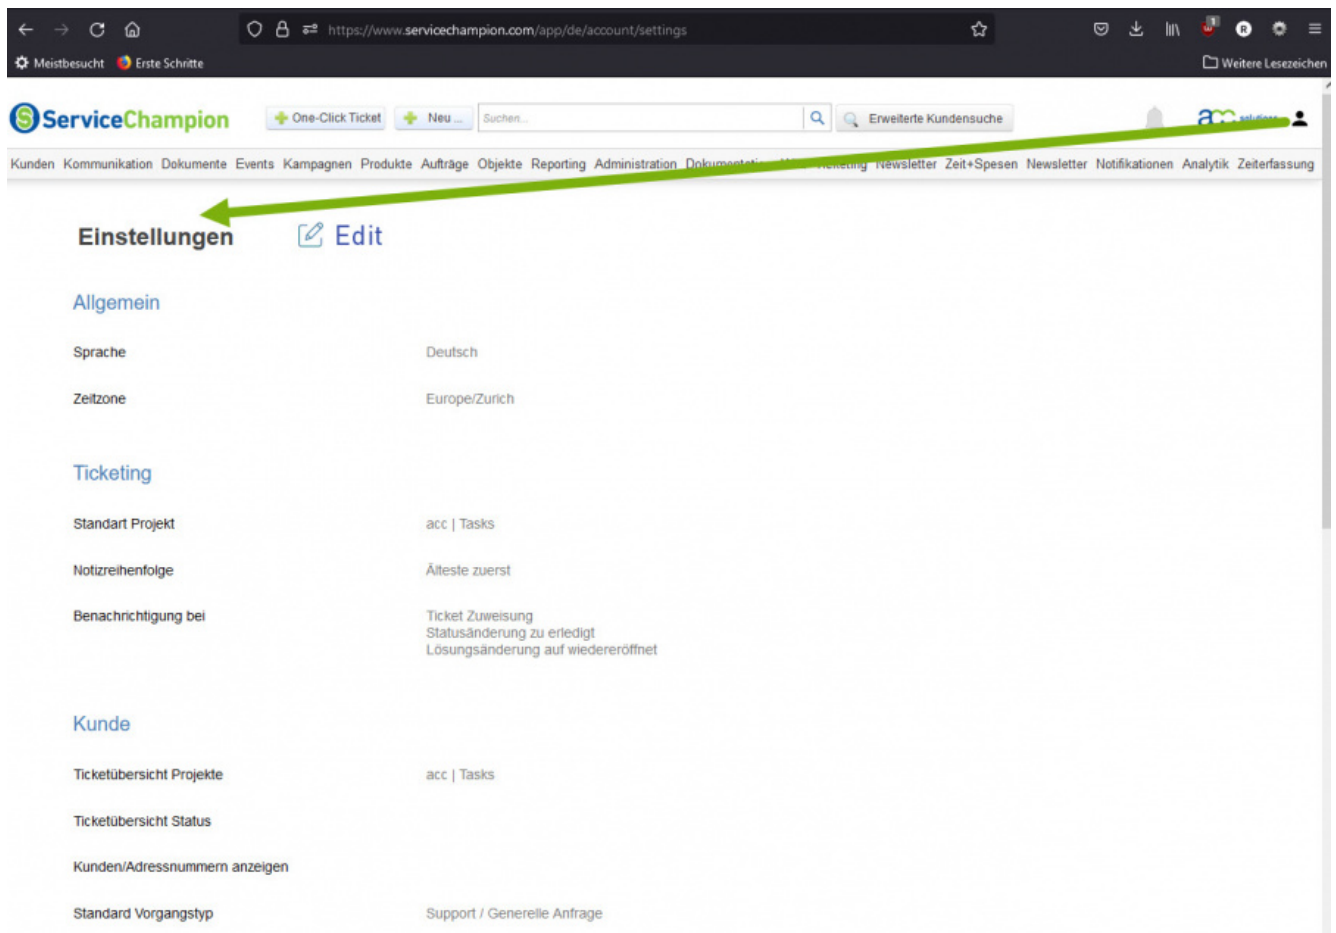 https://www.servicechampion.com/app/de/account/settings
1
R
Meistbesucht Erste Schritte Weitere Lesezeichen
ServiceChampion One-Click Ticket Neu ... Suchen... Erweiterte Kundensuche acc
Kunden Kommunikation Dokumente Events Kampagnen Produkte Aufträge Objekte Reporting Administration Newsletter Zeit+Spesen Newsletter Notifikationen Analytik Zeiterfassung
Einstellungen Edit
Allgemein
Sprache Deutsch
Zeitzone Europe/Zurich
Ticketing
Standart Projekt acc | Tasks
Notizreihenfolge Älteste zuerst
Benachrichtigung bei Ticket Zuweisung
Statusänderung zu erledigt
Lösungsänderung auf wiedereröffnet
Kunde
Ticketübersicht Projekte acc | Tasks
Ticketübersicht Status
Kunden/Adressnummern anzeigen
Standard Vorgangstyp Support / Generelle Anfrage